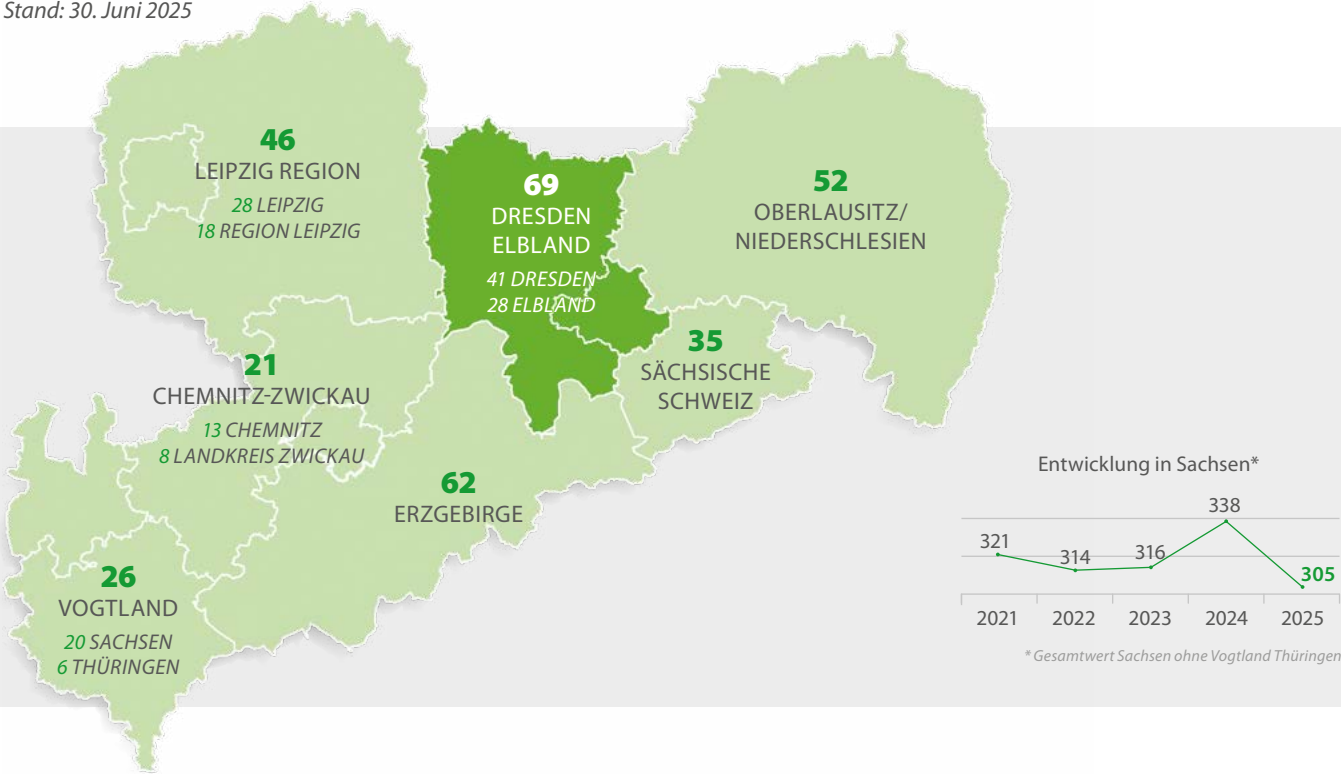 Stand: 30. Juni 2025
46
LEIPZIG REGION
28 LEIPZIG
18 REGION LEIPZIG
69
DRESDEN
ELBLAND
41 DRESDEN
28 ELBLAND
52
OBERLAUSITZ/
NIEDERSCHLESIEN
21
CHEMNITZ-ZWICKAU
13 CHEMNITZ
8 LANDKREIS ZWICKAU
35
SÄCHSISCHE
SCHWEIZ
62
ERZGEBIRGE
26
VOGTLAND
20 SACHSEN
6 THÜRINGEN
Entwicklung in Sachsen*
321
314
316
338
305
2021
2022
2023
2024
2025
* Gesamtwert Sachsen ohne Vogtland Thüringen